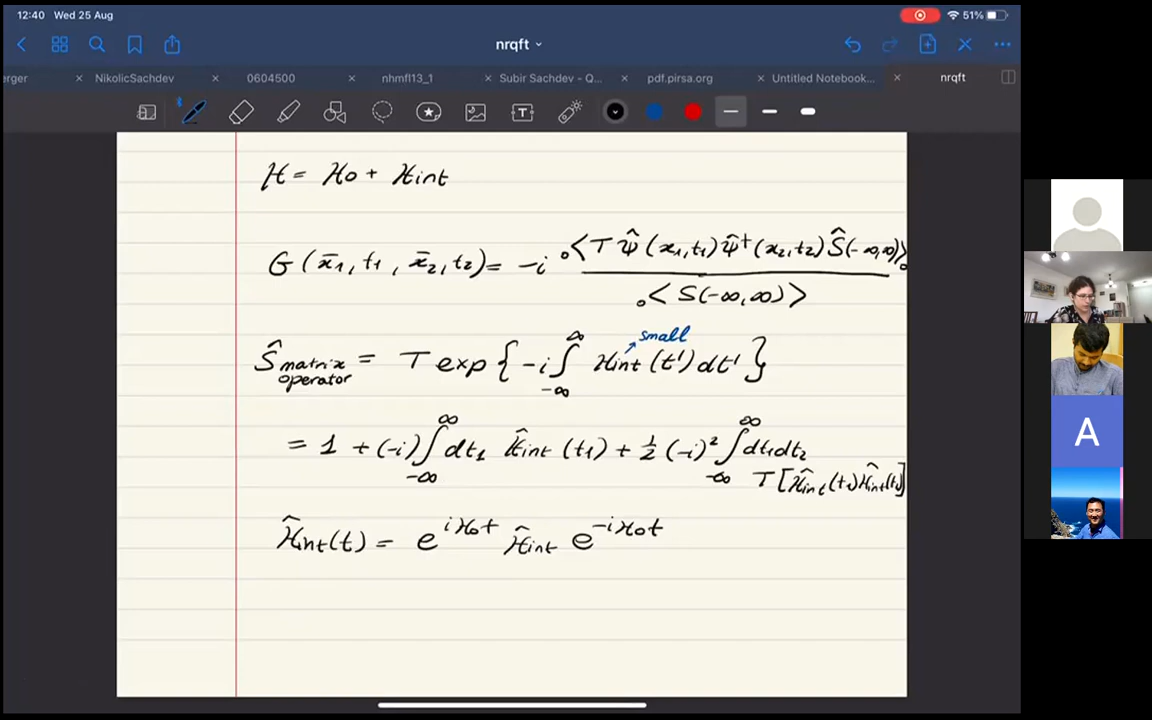 12:40 Wed 25 Aug
51%
nrqft
erger
NikolicSachdev
0604500
nhmfl13_1
Subir Sachdev - Q...
pdf.pirsa.org
Untitled Notebook...
nrqft
H = H₀ + Hint
G(x̄₁, t₁, x̄₂, t₂) = -i ₀<T ψ̂(x₁,t₁) ψ̂†(x₂,t₂) Ŝ(-∞,∞)>₀
₀< S(-∞,∞) >
small
Ŝ matrix operator = T exp { -i ∫_{-∞}^{∞} Hint (t') dt' }
= 1 + (-i) ∫_{-∞}^{∞} dt₁ Ĥint (t₁) + ½ (-i)² ∫_{-∞}^{∞} dt₁dt₂
T [Ĥint(t₁) Ĥint(t₂)]
Ĥint(t) = e^{iH₀t} Ĥint e^{-iH₀t}
A